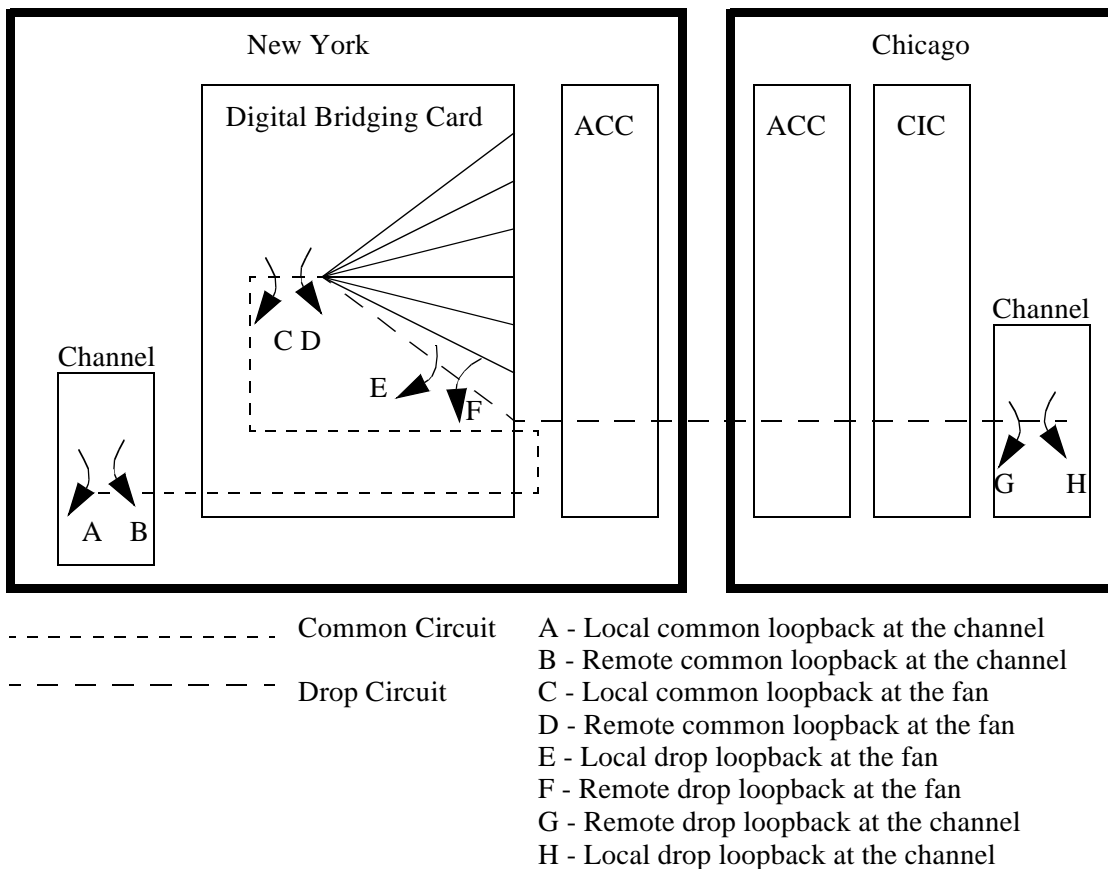 New York
Chicago
Digital Bridging Card
ACC
ACC
CIC
C D
Channel
Channel
E
F
G
H
A
B
Common Circuit
Drop Circuit
A - Local common loopback at the channel
B - Remote common loopback at the channel
C - Local common loopback at the fan
D - Remote common loopback at the fan
E - Local drop loopback at the fan
F - Remote drop loopback at the fan
G - Remote drop loopback at the channel
H - Local drop loopback at the channel